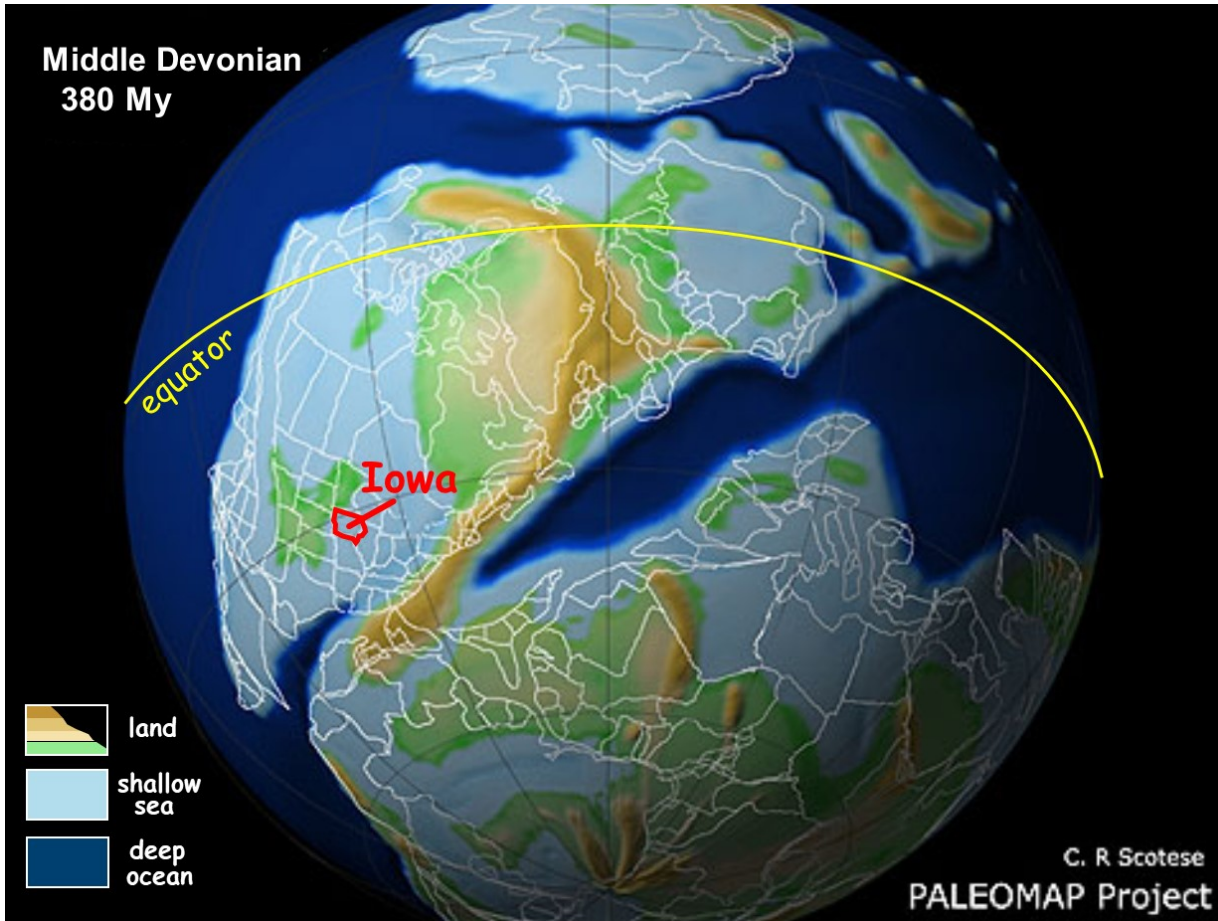 Middle Devonian
380 My
equator
Iowa
land
shallow
sea
deep
ocean
C. R Scotese
PALEOMAP Project